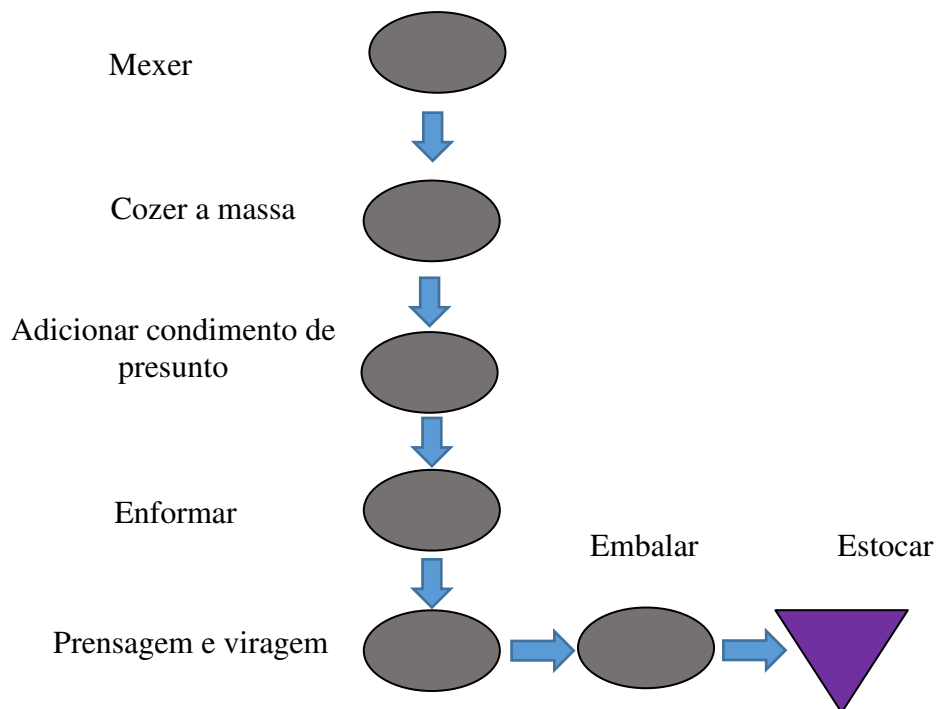 Mexer
Cozer a massa
Adicionar condimento de
presunto
Enformar
Embalar
Estocar
Prensagem e viragem